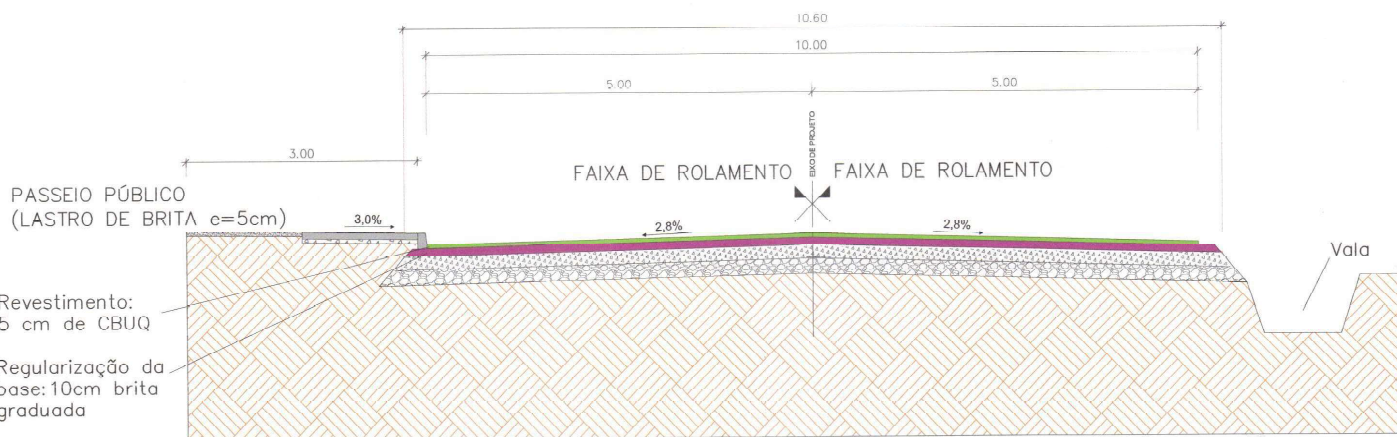 10.60
10.00
5.00
5.00
3.00
EIXO DE PROJETO
FAIXA DE ROLAMENTO
FAIXA DE ROLAMENTO
PASSEIO PÚBLICO
(LASTRO DE BRITA e=5cm)
3,0%
2,8%
2,8%
Vala
Revestimento:
5 cm de CBUQ
Regularização da
base: 10cm brita
graduada